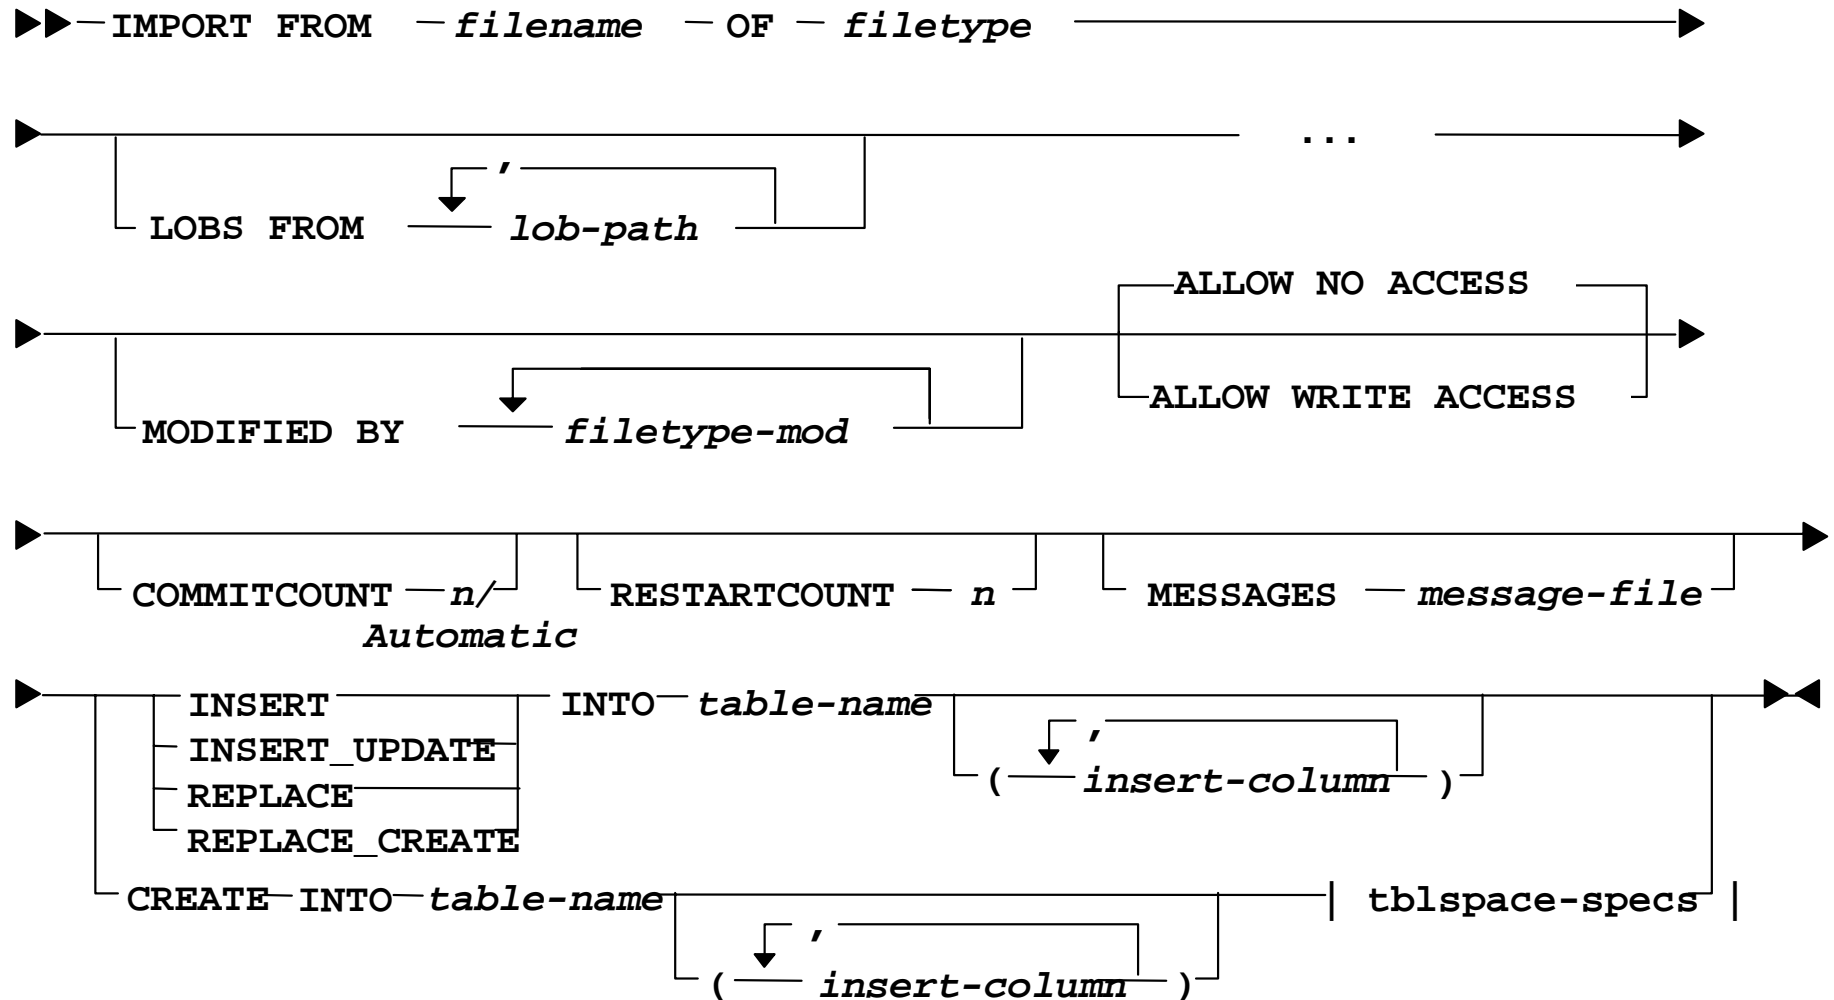 IMPORT FROM filename OF filetype
...
,
LOBS FROM lob-path
ALLOW NO ACCESS
ALLOW WRITE ACCESS
MODIFIED BY filetype-mod
COMMITCOUNT n/ RESTARTCOUNT n MESSAGES message-file
Automatic
INSERT INTO table-name
,
INSERT_UPDATE
( insert-column )
REPLACE
REPLACE_CREATE
CREATE INTO table-name | tblspace-specs |
,
( insert-column )